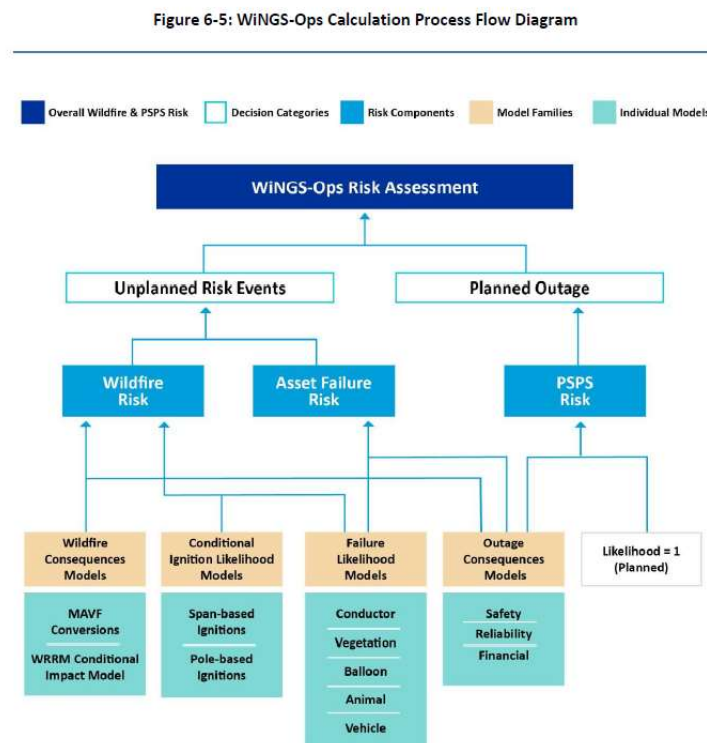 Figure 6-5: WiNGS-Ops Calculation Process Flow Diagram
Overall Wildfire & PSPS Risk
Decision Categories
Risk Components
Model Families
Individual Models
WiNGS-Ops Risk Assessment
Unplanned Risk Events
Planned Outage
Wildfire
Risk
Asset Failure
Risk
PSPS
Risk
Wildfire
Consequences
Models
Conditional
Ignition Likelihood
Models
Failure
Likelihood
Models
Outage
Consequences
Models
Likelihood = 1
(Planned)
MAVF
Conversions
WRRM Conditional
Impact Model
Span-based
Ignitions
Pole-based
Ignitions
Conductor
Vegetation
Balloon
Animal
Vehicle
Safety
Reliability
Financial